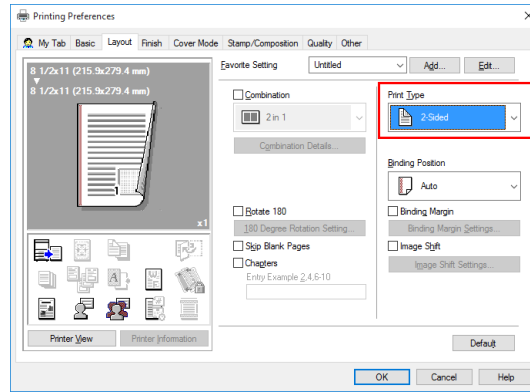 Printing Preferences
My Tab Basic Layout Finish Cover Mode Stamp/Composition Quality Other
8 1/2x11 (215.9x279.4 mm)
8 1/2x11 (215.9x279.4 mm)
1
x1
Favorite Setting Untitled Add... Edit...
Combination
2 in 1
Combination Details...
Print Type
2-Sided
Binding Position
Auto
Rotate 180
180 Degree Rotation Setting...
Skip Blank Pages
Chapters
Entry Example 2,4,6-10
Binding Margin
Binding Margin Settings...
Image Shift
Image Shift Settings...
Printer View Printer Information
Default
OK Cancel Help